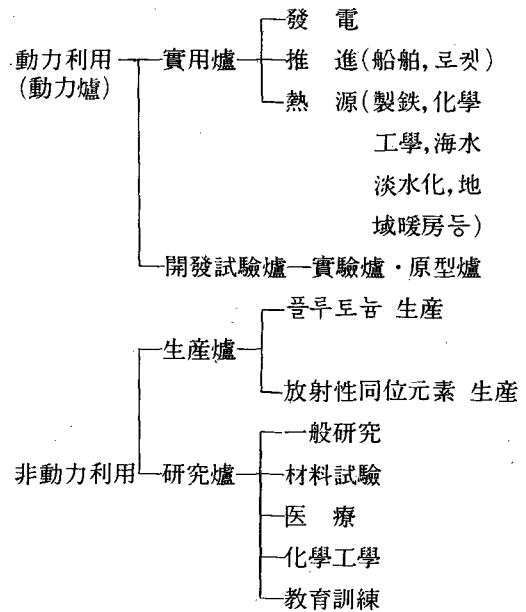 發 電
動力利用 實用爐 推 進(船舶, 로켓)
(動力爐) 熱 源(製鉄, 化學
工學, 海水
淡水化, 地
域暖房등)
開發試驗爐 實驗爐・原型爐
플루토늄 生産
生産爐
放射性同位元素 生産
一般研究
非動力利用 研究爐 材料試驗
医 療
化學工學
敎育訓練